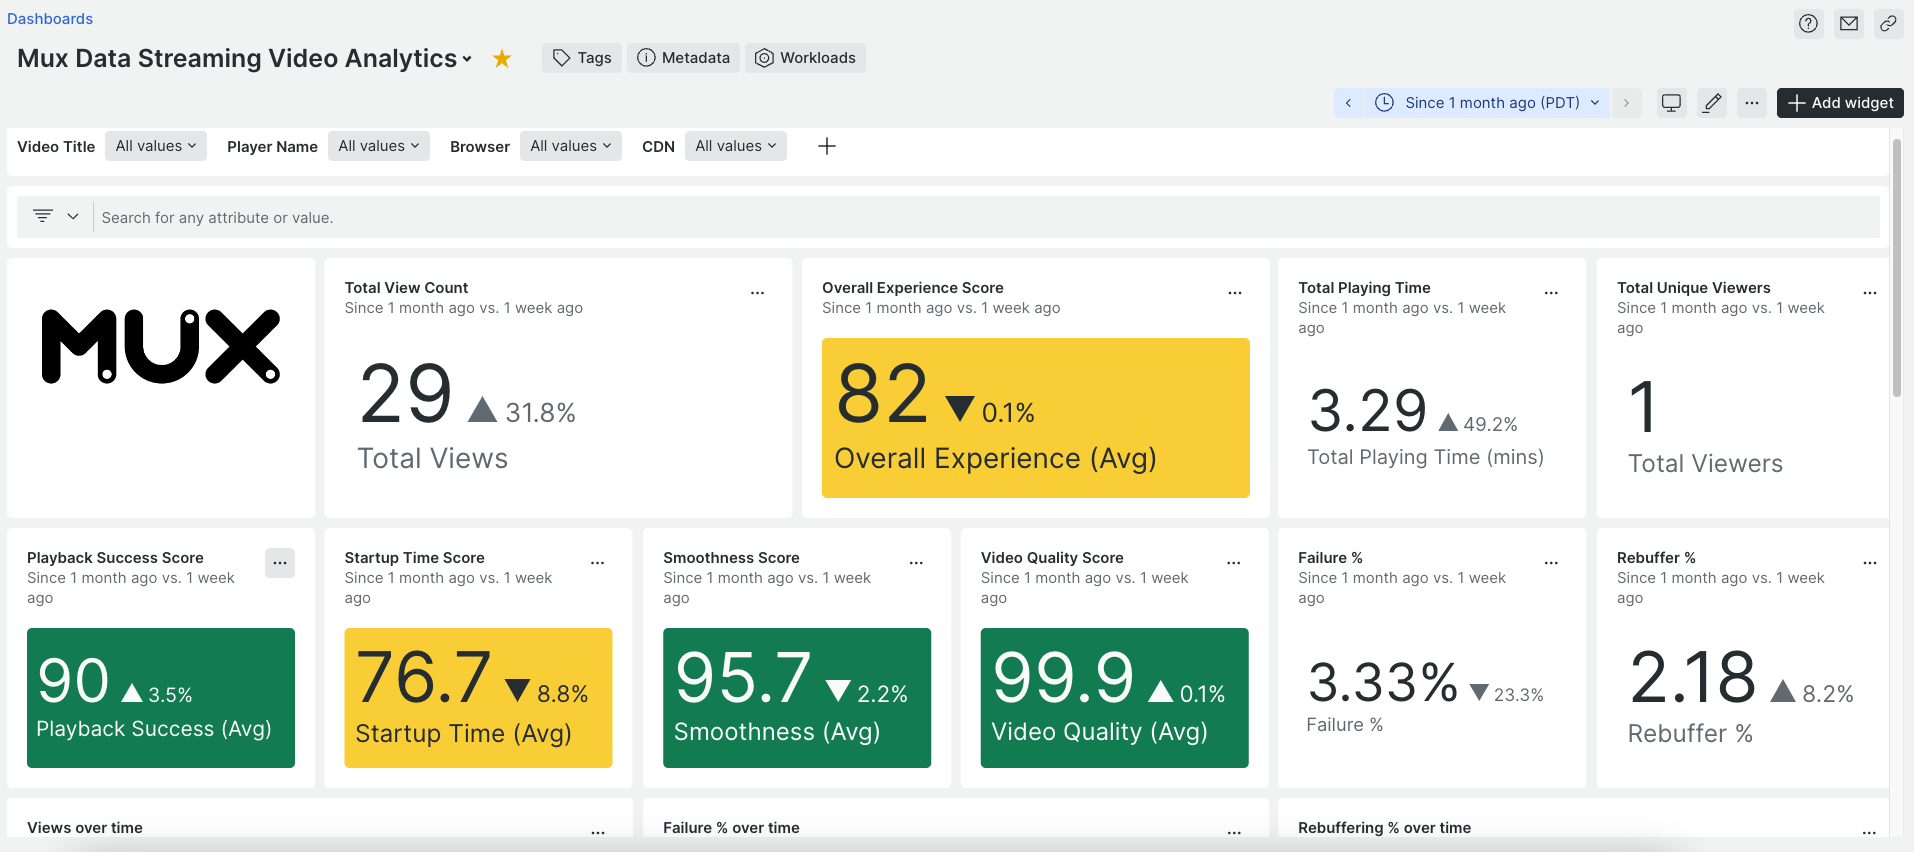 Dashboards
Mux Data Streaming Video Analytics
Tags
Metadata
Workloads
Since 1 month ago (PDT)
Add widget
Video Title All values
Player Name All values
Browser All values
CDN All values
Search for any attribute or value.
MUX
Total View Count
Since 1 month ago vs. 1 week ago
29 ▲ 31.8%
Total Views
Overall Experience Score
Since 1 month ago vs. 1 week ago
82 ▼ 0.1%
Overall Experience (Avg)
Total Playing Time
Since 1 month ago vs. 1 week
ago
3.29 ▲ 49.2%
Total Playing Time (mins)
Total Unique Viewers
Since 1 month ago vs. 1 week
ago
1
Total Viewers
Playback Success Score
Since 1 month ago vs. 1 week
ago
90 ▲ 3.5%
Playback Success (Avg)
Startup Time Score
Since 1 month ago vs. 1 week
ago
76.7 ▼ 8.8%
Startup Time (Avg)
Smoothness Score
Since 1 month ago vs. 1 week
ago
95.7 ▼ 2.2%
Smoothness (Avg)
Video Quality Score
Since 1 month ago vs. 1 week
ago
99.9 ▲ 0.1%
Video Quality (Avg)
Failure %
Since 1 month ago vs. 1 week
ago
3.33% ▼ 23.3%
Failure %
Rebuffer %
Since 1 month ago vs. 1 week
ago
2.18 ▲ 8.2%
Rebuffer %
Views over time
Failure % over time
Rebuffering % over time